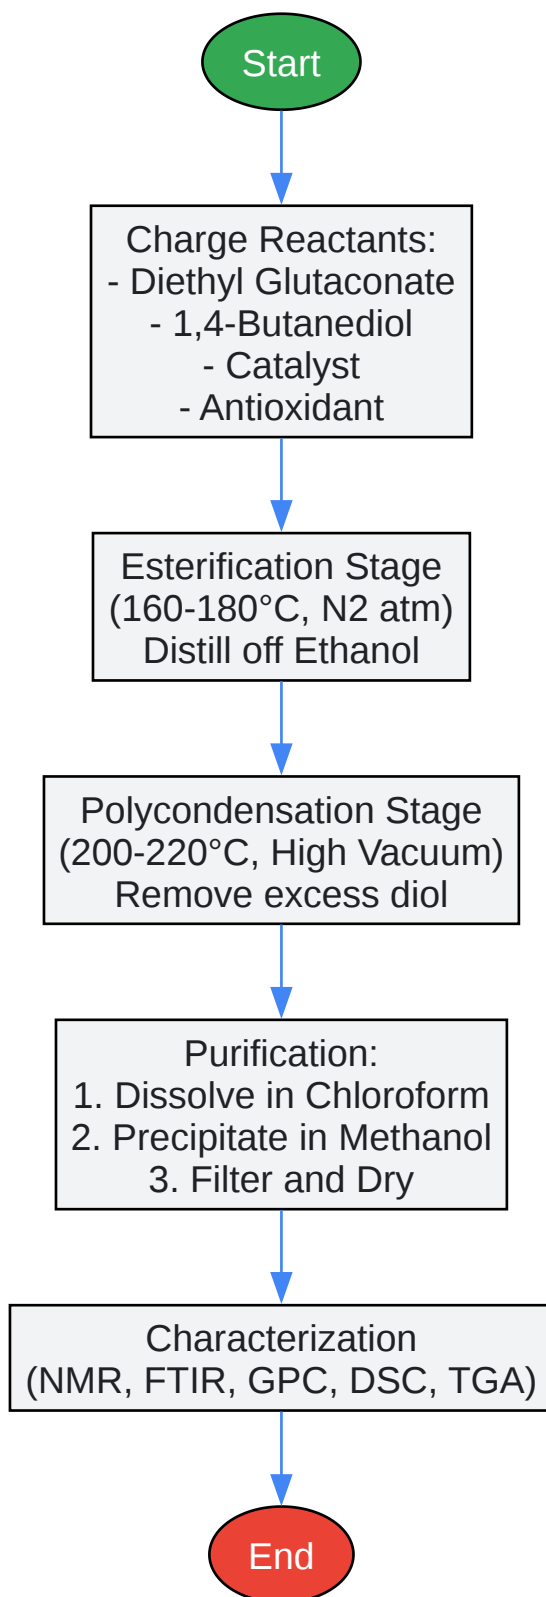 Start
Charge Reactants:
- Diethyl Glutaconate
- 1,4-Butanediol
- Catalyst
- Antioxidant
Esterification Stage
(160-180°C, N2 atm)
Distill off Ethanol
Polycondensation Stage
(200-220°C, High Vacuum)
Remove excess diol
Purification:
1. Dissolve in Chloroform
2. Precipitate in Methanol
3. Filter and Dry
Characterization
(NMR, FTIR, GPC, DSC, TGA)
End